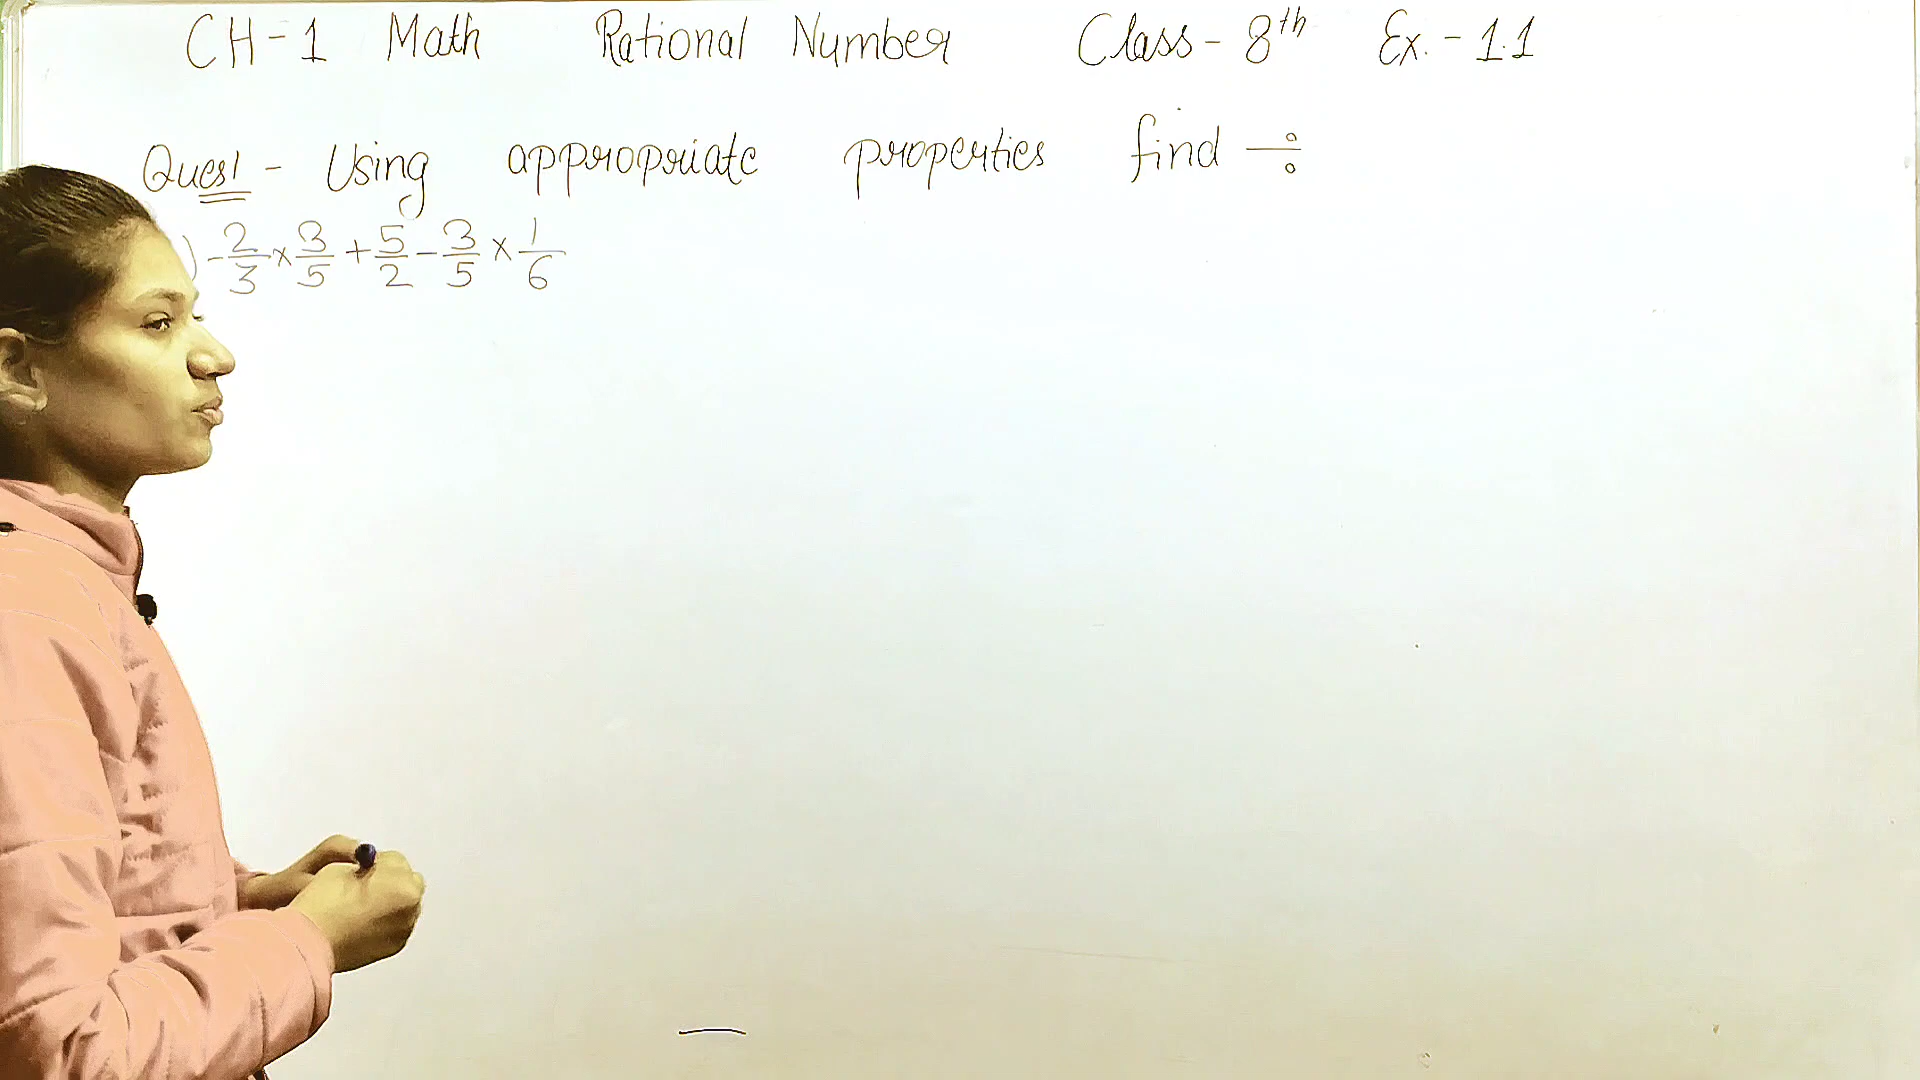 CH-1 Math Rational Number Class - 8th Ex. - 1.1
Ques1 - Using appropriate properties find ÷
) -2/3 × 3/5 + 5/2 - 3/5 × 1/6